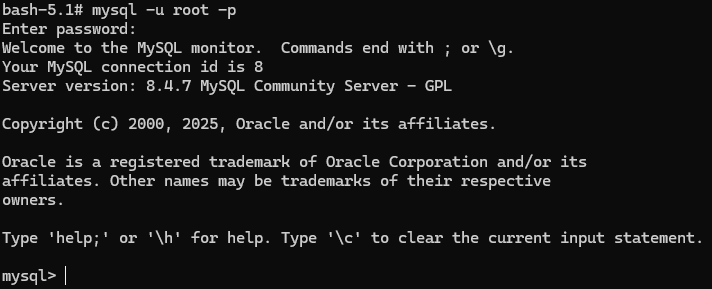 bash-5.1# mysql -u root -p
Enter password:
Welcome to the MySQL monitor.  Commands end with ; or \g.
Your MySQL connection id is 8
Server version: 8.4.7 MySQL Community Server - GPL

Copyright (c) 2000, 2025, Oracle and/or its affiliates.

Oracle is a registered trademark of Oracle Corporation and/or its
affiliates. Other names may be trademarks of their respective
owners.

Type 'help;' or '\h' for help. Type '\c' to clear the current input statement.

mysql>